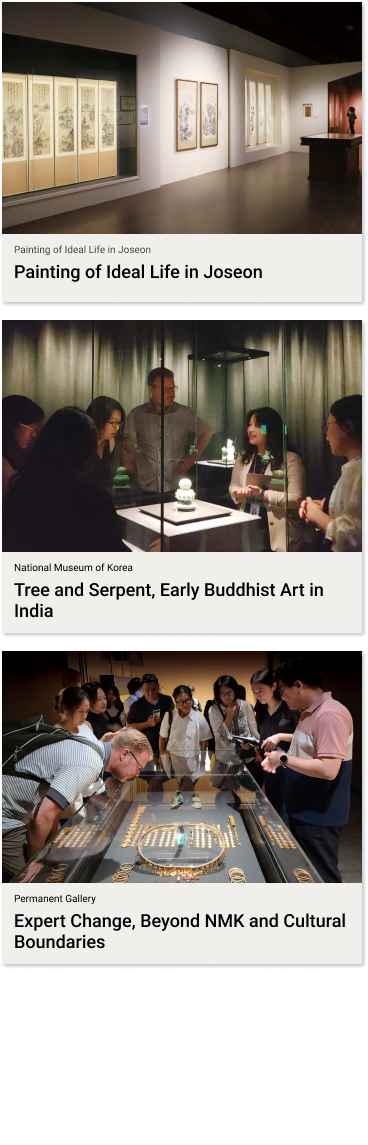 Painting of Ideal Life in Joseon
Painting of Ideal Life in Joseon
National Museum of Korea
Tree and Serpent, Early Buddhist Art in
India
Permanent Gallery
Expert Change, Beyond NMK and Cultural
Boundaries